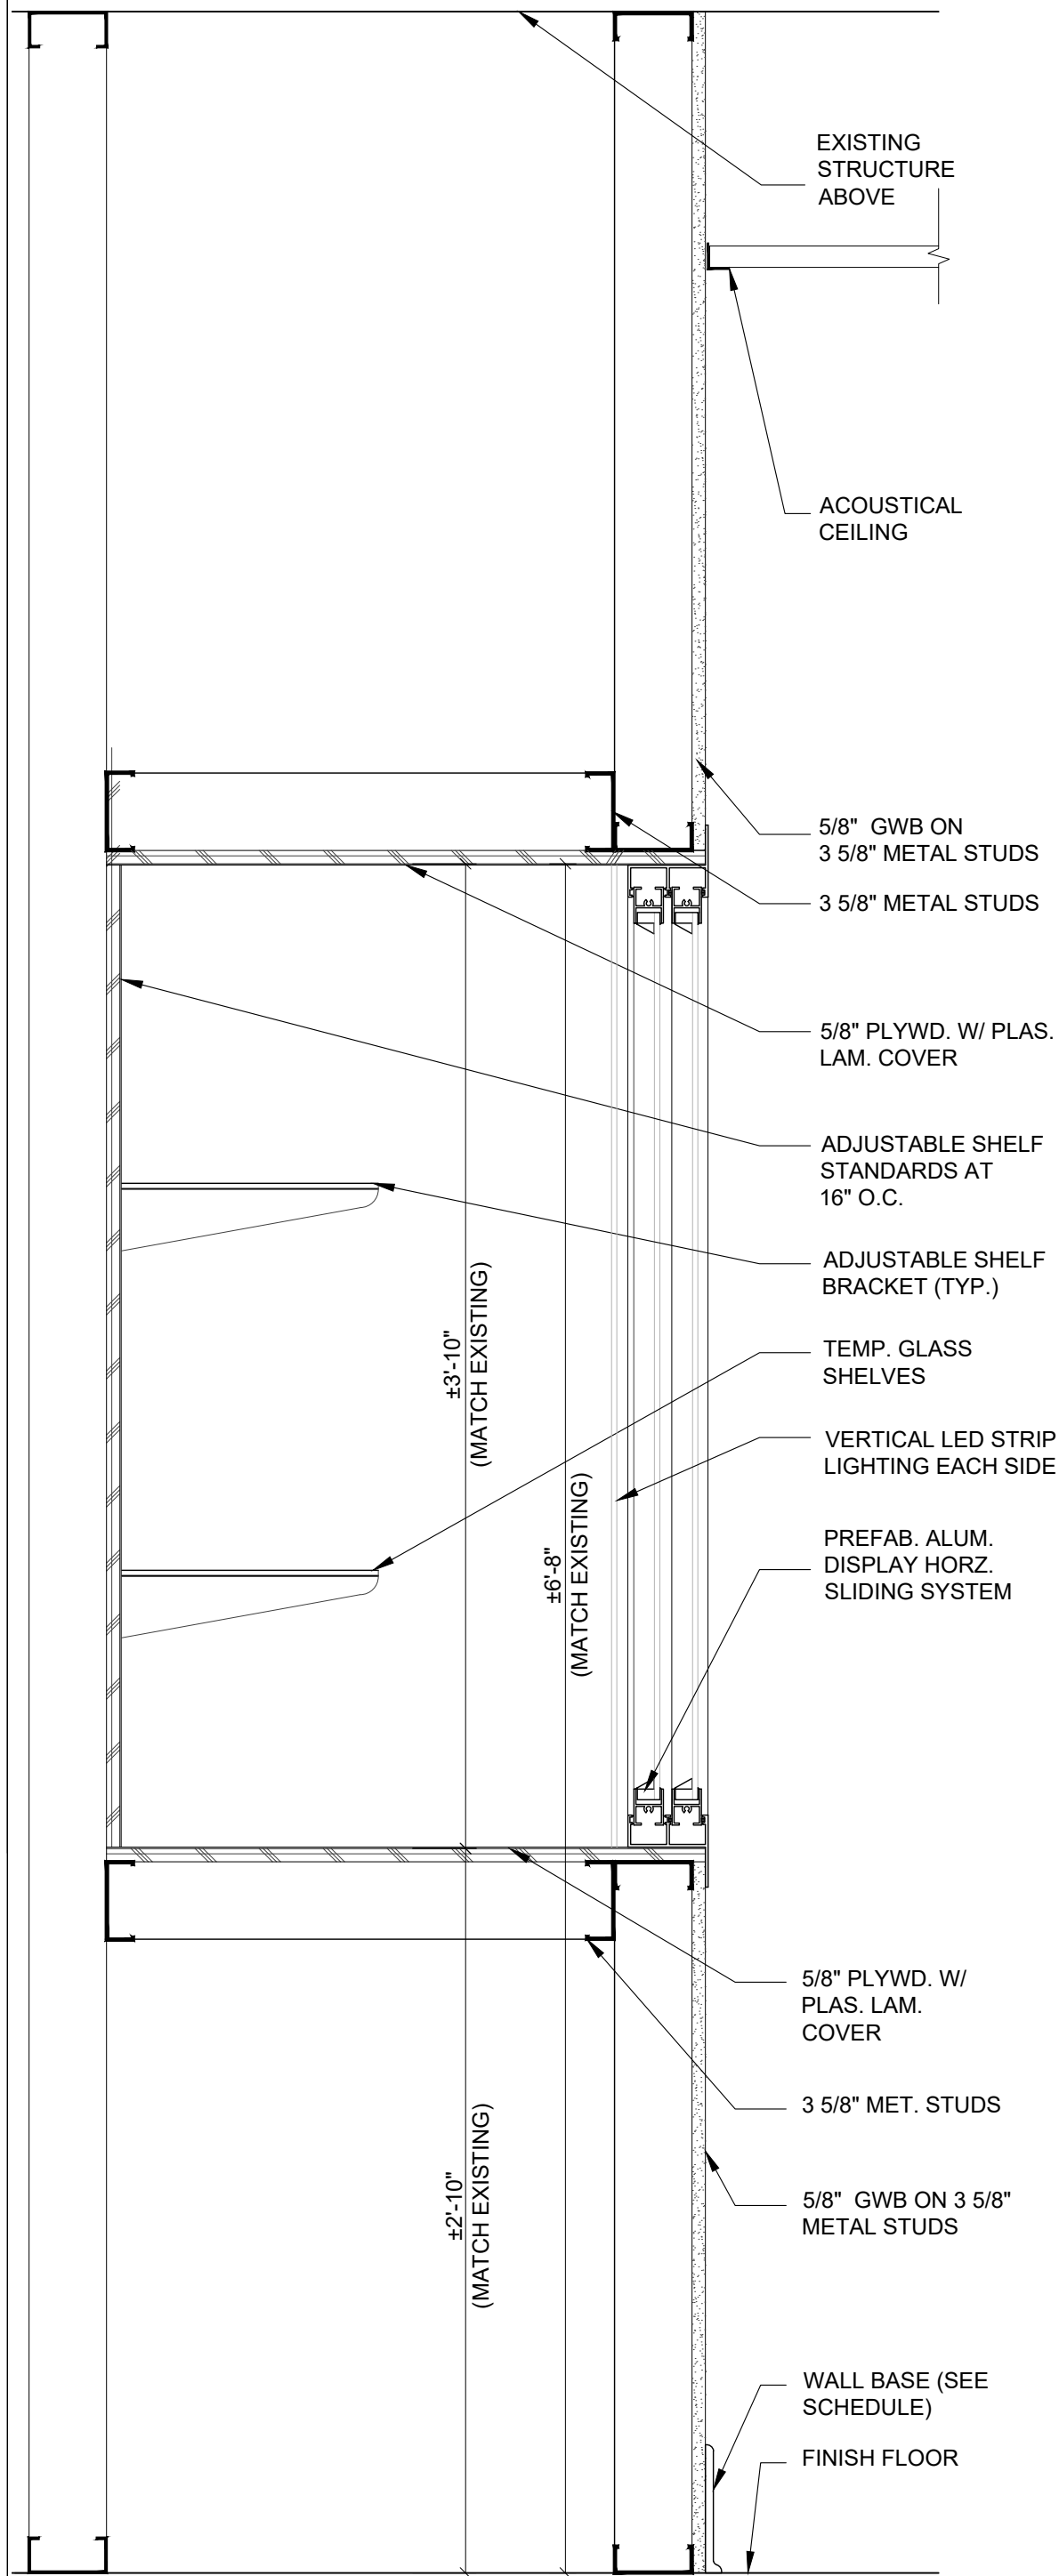 EXISTING
STRUCTURE
ABOVE
ACOUSTICAL
CEILING
5/8" GWB ON
3 5/8" METAL STUDS
3 5/8" METAL STUDS
5/8" PLYWD. W/ PLAS.
LAM. COVER
ADJUSTABLE SHELF
STANDARDS AT
16" O.C.
ADJUSTABLE SHELF
BRACKET (TYP.)
±3'-10"
(MATCH EXISTING)
TEMP. GLASS
SHELVES
VERTICAL LED STRIP
LIGHTING EACH SIDE
±6'-8"
(MATCH EXISTING)
PREFAB. ALUM.
DISPLAY HORZ.
SLIDING SYSTEM
5/8" PLYWD. W/
PLAS. LAM.
COVER
3 5/8" MET. STUDS
±2'-10"
(MATCH EXISTING)
5/8" GWB ON 3 5/8"
METAL STUDS
WALL BASE (SEE
SCHEDULE)
FINISH FLOOR